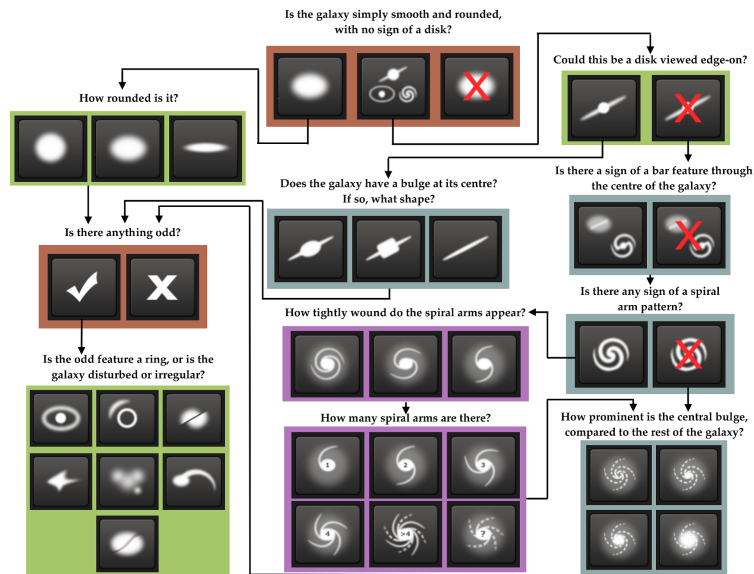 Is the galaxy simply smooth and rounded,
with no sign of a disk?
Could this be a disk viewed edge-on?
How rounded is it?
Is there a sign of a bar feature through
the centre of the galaxy?
Does the galaxy have a bulge at its centre?
If so, what shape?
Is there anything odd?
Is there any sign of a spiral
arm pattern?
How tightly wound do the spiral arms appear?
Is the odd feature a ring, or is the
galaxy disturbed or irregular?
How many spiral arms are there?
How prominent is the central bulge,
compared to the rest of the galaxy?
1 2 3
4 >4 ?